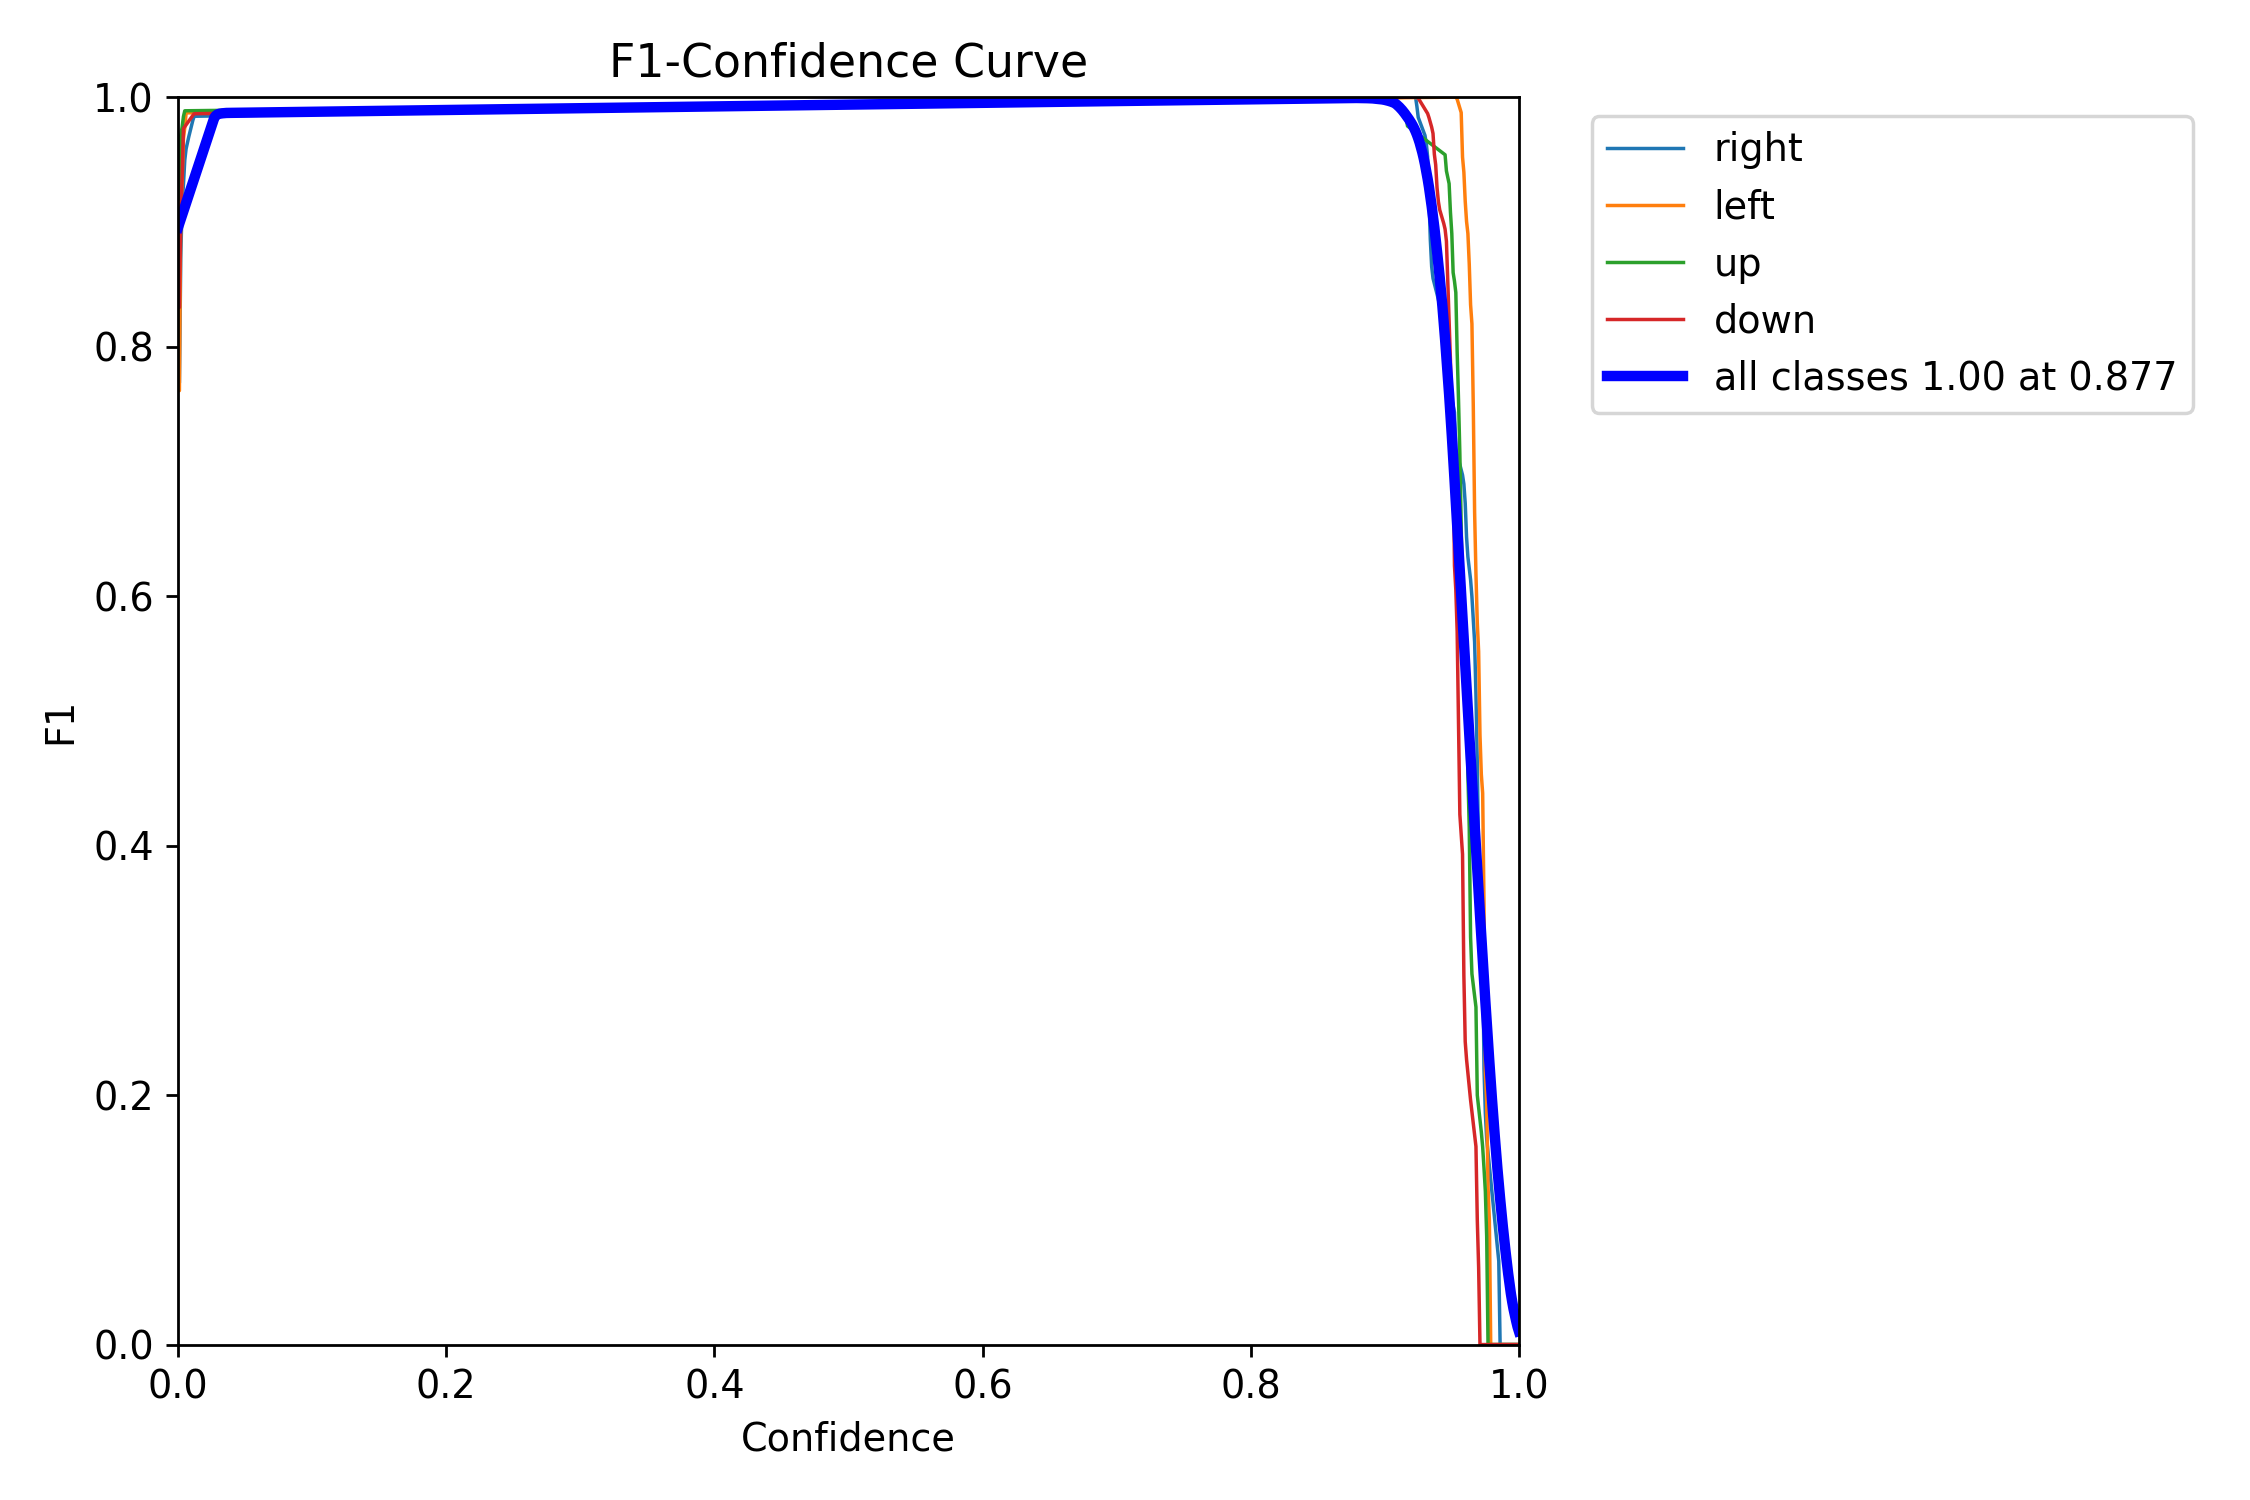 F1-Confidence Curve
1.0
0.8
0.6
0.4
0.2
0.0
F1
0.0 0.2 0.4 0.6 0.8 1.0
Confidence
right
left
up
down
all classes 1.00 at 0.877